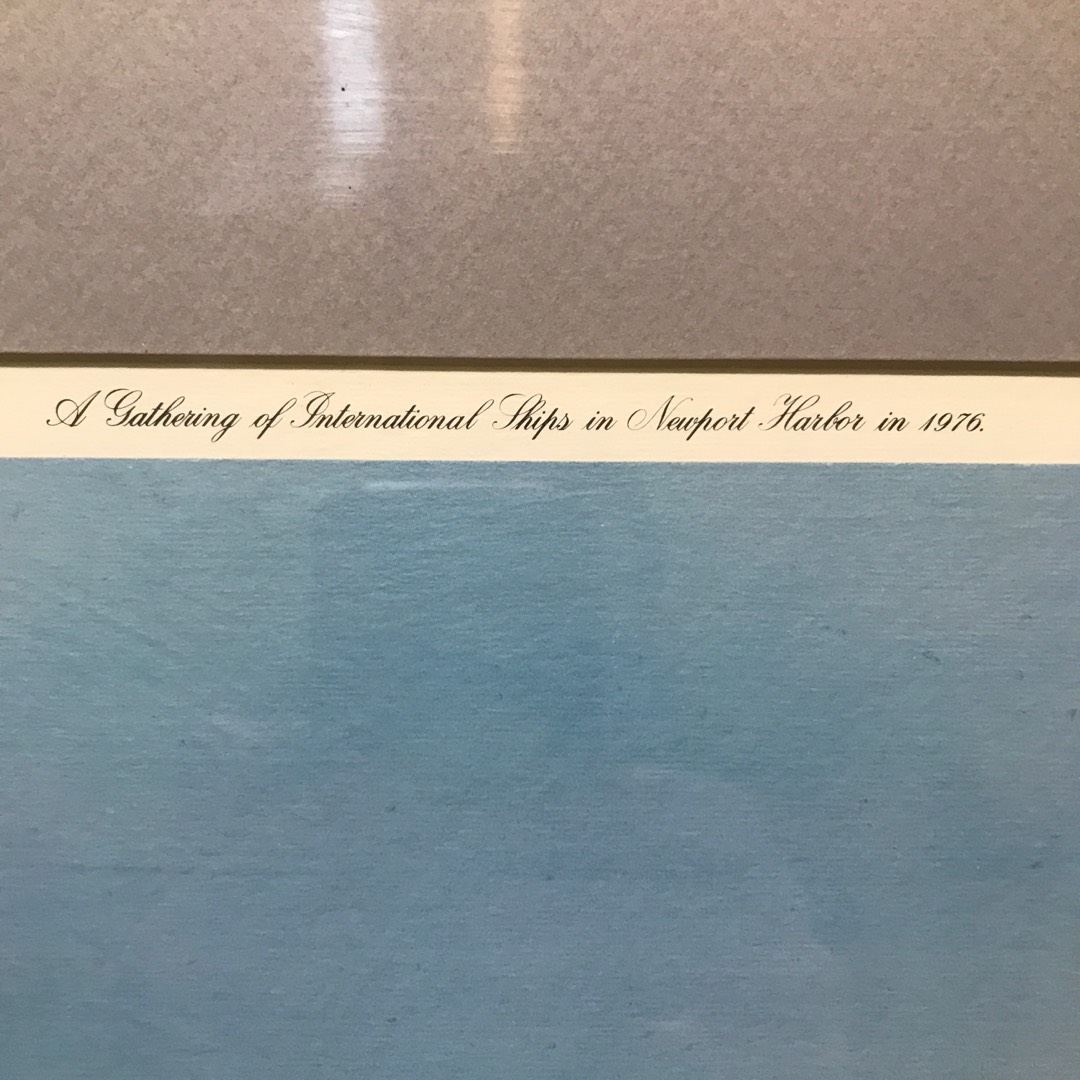 A Gathering of International Ships in Newport Harbor in 1976.